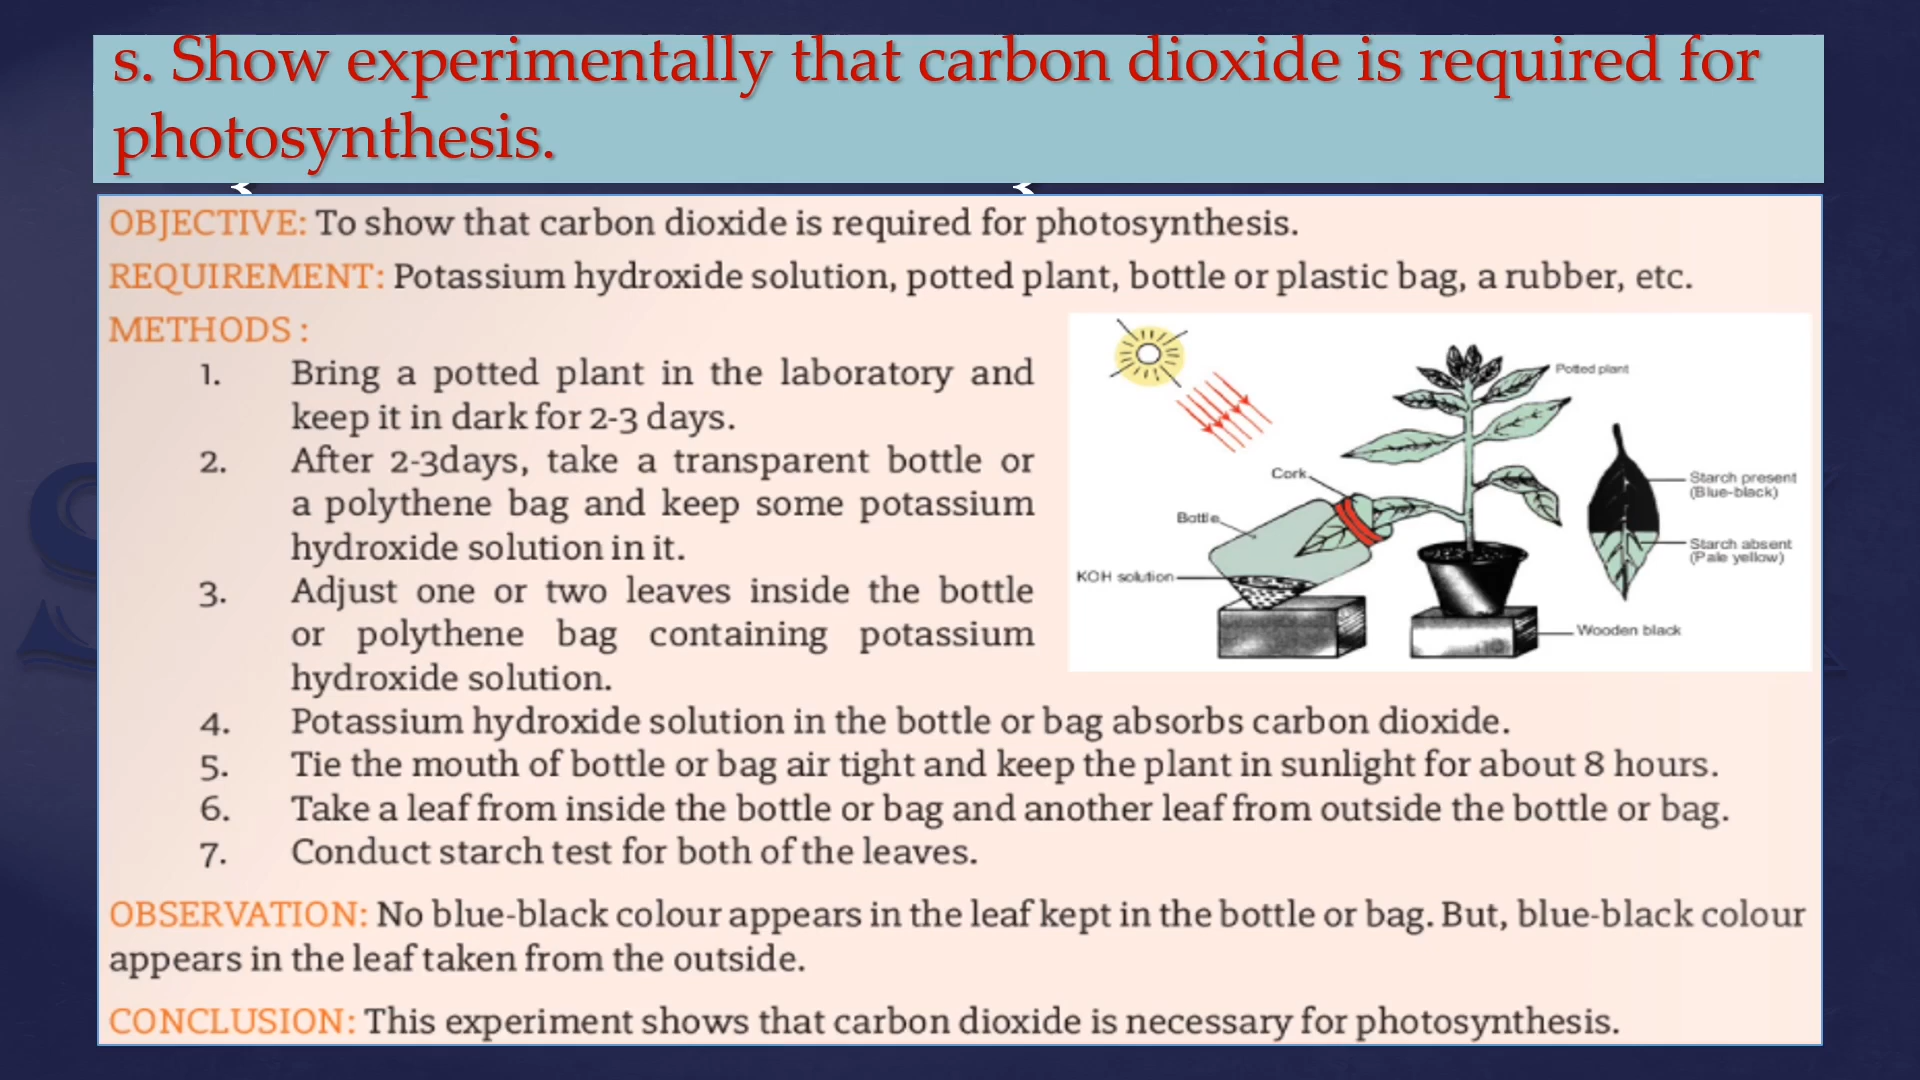 s. Show experimentally that carbon dioxide is required for
photosynthesis.
OBJECTIVE: To show that carbon dioxide is required for photosynthesis.
REQUIREMENT: Potassium hydroxide solution, potted plant, bottle or plastic bag, a rubber, etc.
METHODS :
1. Bring a potted plant in the laboratory and
keep it in dark for 2-3 days.
2. After 2-3days, take a transparent bottle or
a polythene bag and keep some potassium
hydroxide solution in it.
3. Adjust one or two leaves inside the bottle
or polythene bag containing potassium
hydroxide solution.
Potted plant
Cork
Bottle
KOH solution
Starch present
(Blue-black)
Starch absent
(Pale yellow)
Wooden black
4. Potassium hydroxide solution in the bottle or bag absorbs carbon dioxide.
5. Tie the mouth of bottle or bag air tight and keep the plant in sunlight for about 8 hours.
6. Take a leaf from inside the bottle or bag and another leaf from outside the bottle or bag.
7. Conduct starch test for both of the leaves.
OBSERVATION: No blue-black colour appears in the leaf kept in the bottle or bag. But, blue-black colour
appears in the leaf taken from the outside.
CONCLUSION: This experiment shows that carbon dioxide is necessary for photosynthesis.